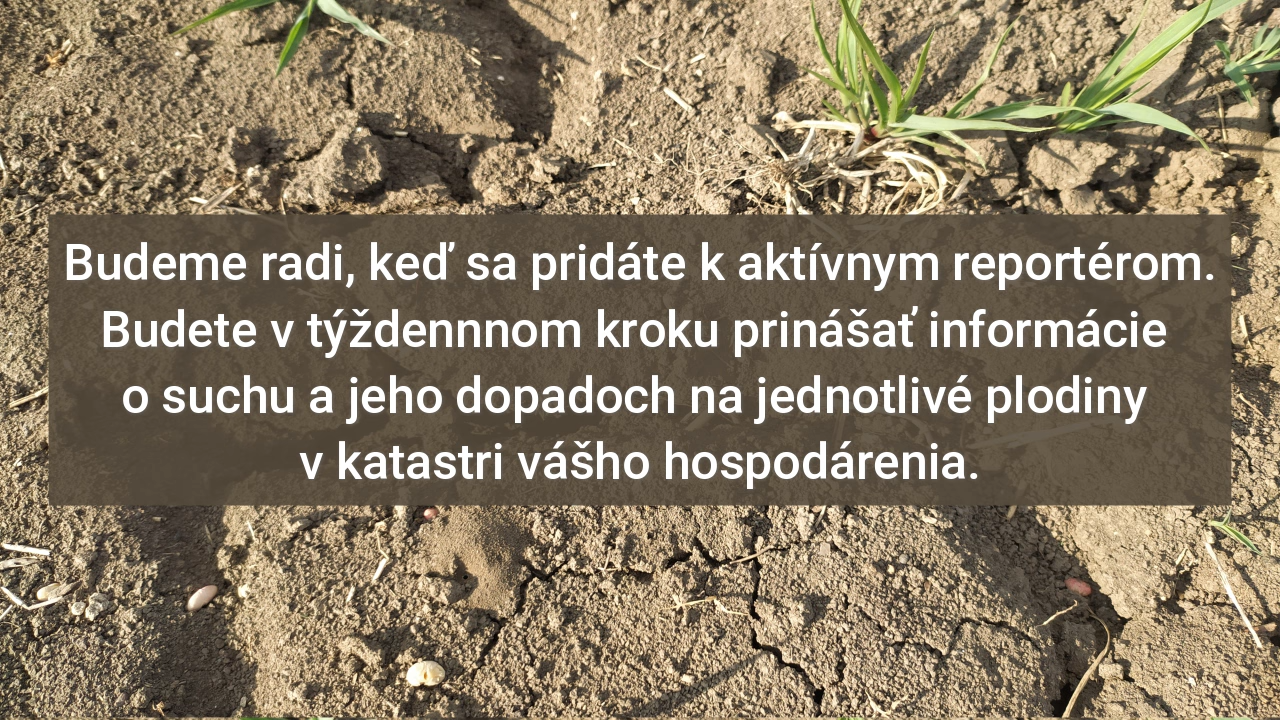 Budeme radi, keď sa pridáte k aktívnym reportérom.
Budete v týždennnom kroku prinášať informácie
o suchu a jeho dopadoch na jednotlivé plodiny
v katastri vášho hospodárenia.